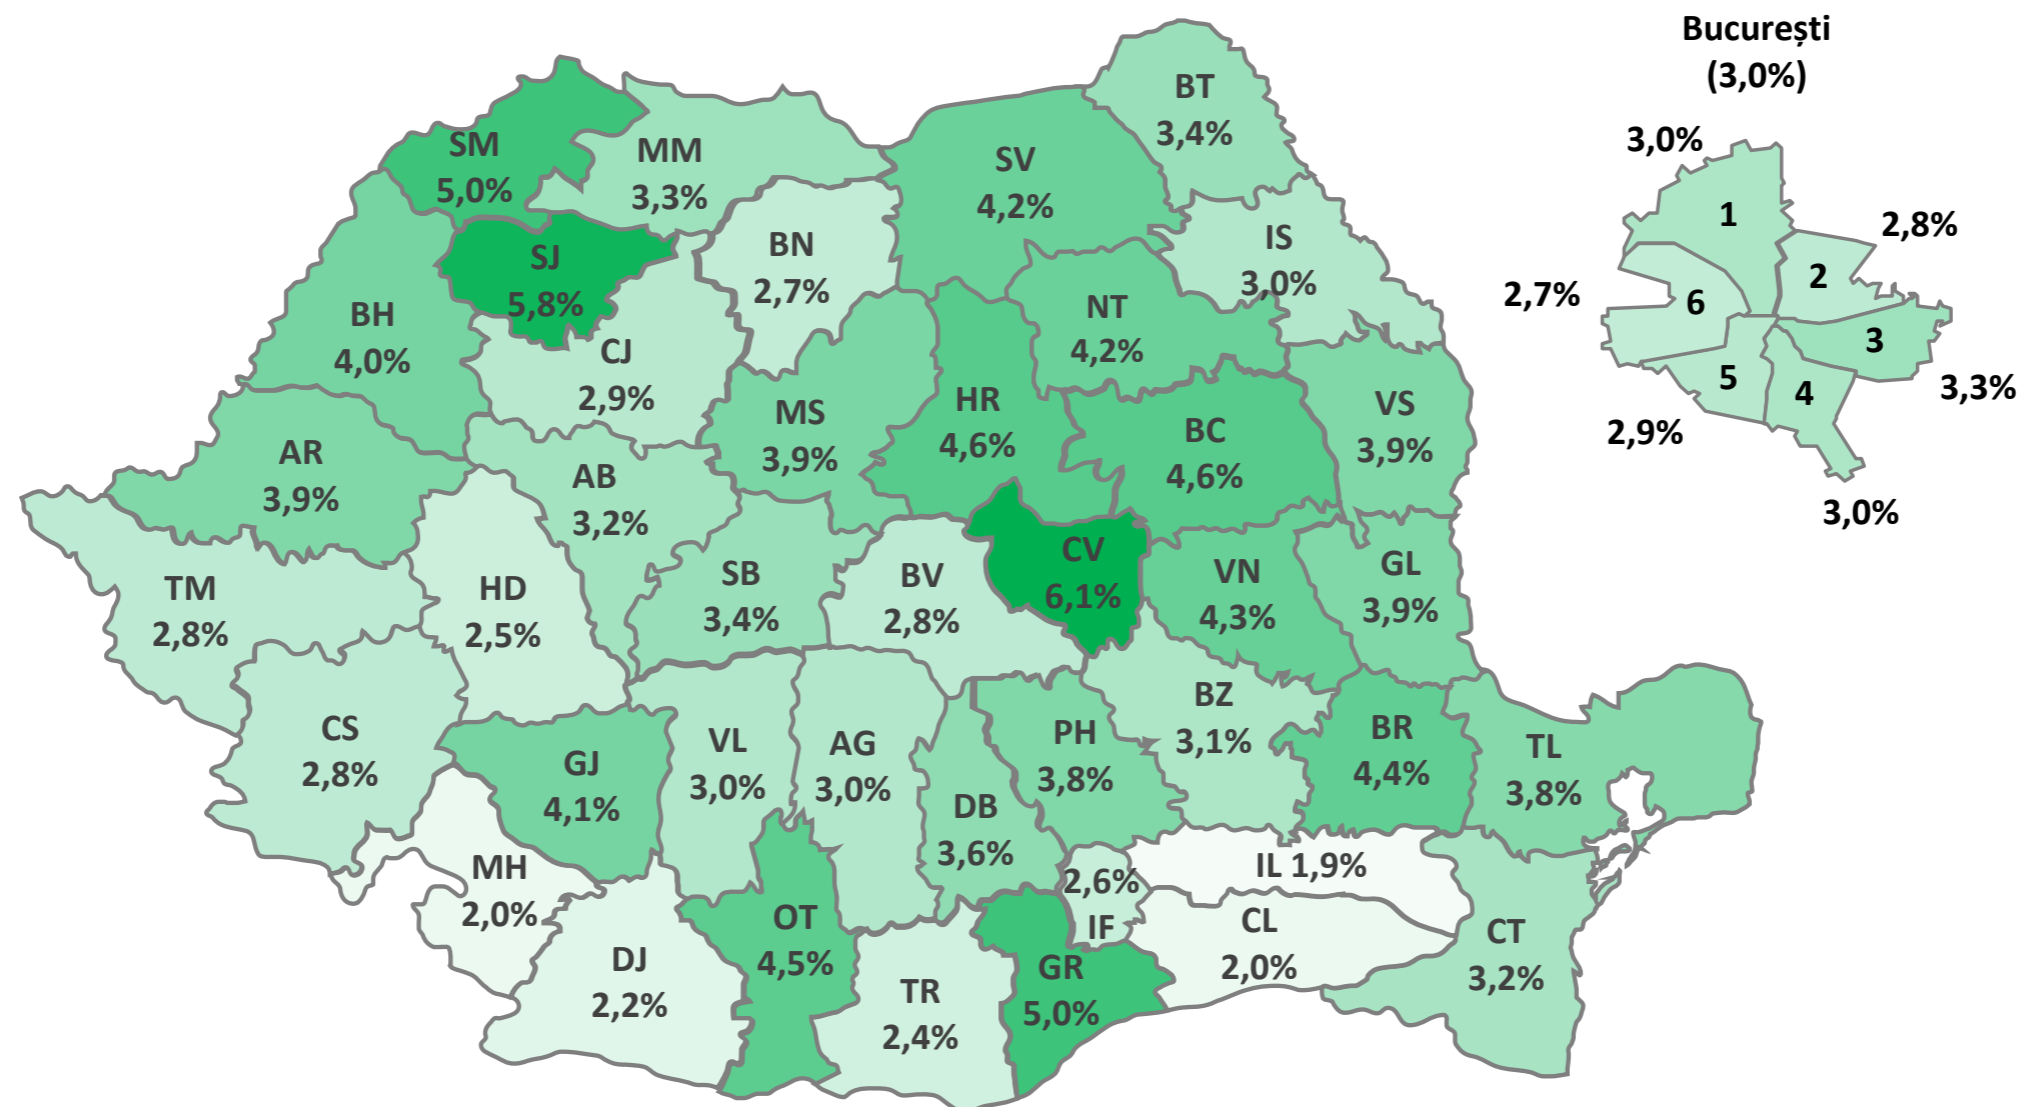 București
(3,0%)
BT
3,4%
SM
5,0%
MM
3,3%
SV
4,2%
3,0%
1
2,8%
2
2,7%
6
3
3,3%
5
4
2,9%
3,0%
SJ
5,8%
BN
2,7%
IS
3,0%
BH
4,0%
CJ
2,9%
NT
4,2%
MS
3,9%
HR
4,6%
BC
4,6%
VS
3,9%
AR
3,9%
AB
3,2%
TM
2,8%
HD
2,5%
SB
3,4%
BV
2,8%
CV
6,1%
VN
4,3%
GL
3,9%
CS
2,8%
GJ
4,1%
VL
3,0%
AG
3,0%
PH
3,8%
BZ
3,1%
BR
4,4%
TL
3,8%
DB
3,6%
MH
2,0%
2,6%
IF
IL 1,9%
DJ
2,2%
OT
4,5%
TR
2,4%
GR
5,0%
CL
2,0%
CT
3,2%